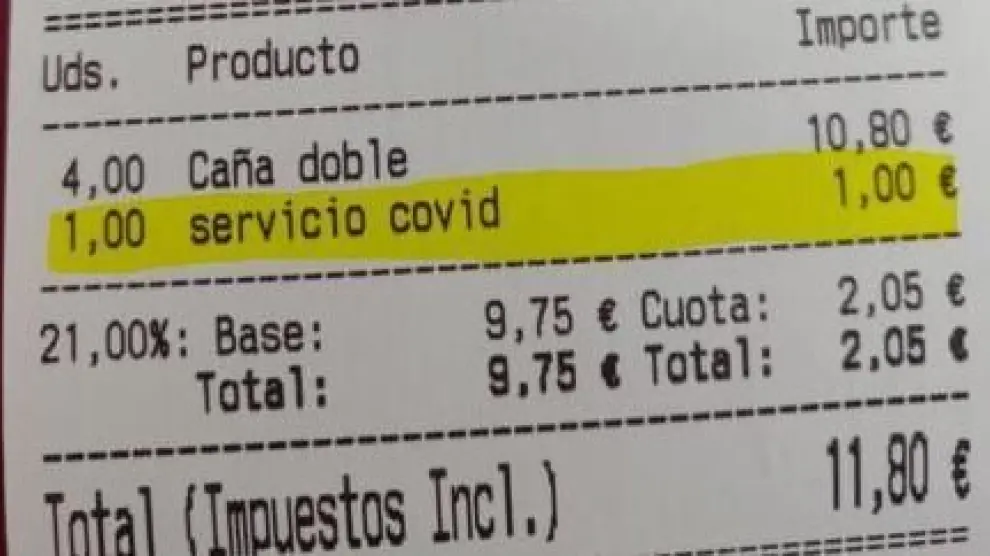 Uds. Producto Importe
4,00 Caña doble 10,80 €
1,00 servicio covid 1,00 €
21,00%: Base: 9,75 € Cuota: 2,05 €
Total: 9,75 € Total: 2,05 €
Total (Impuestos Incl.) 11,80 €